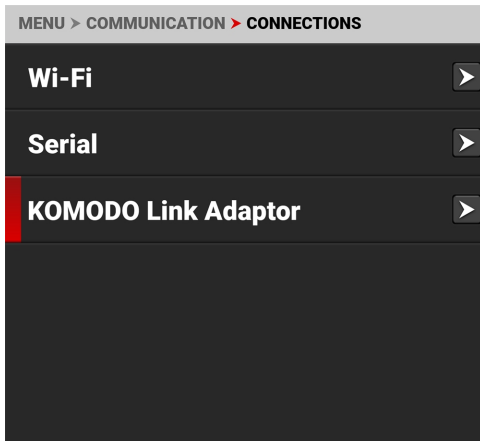 MENU > COMMUNICATION > CONNECTIONS
Wi-Fi
Serial
KOMODO Link Adaptor